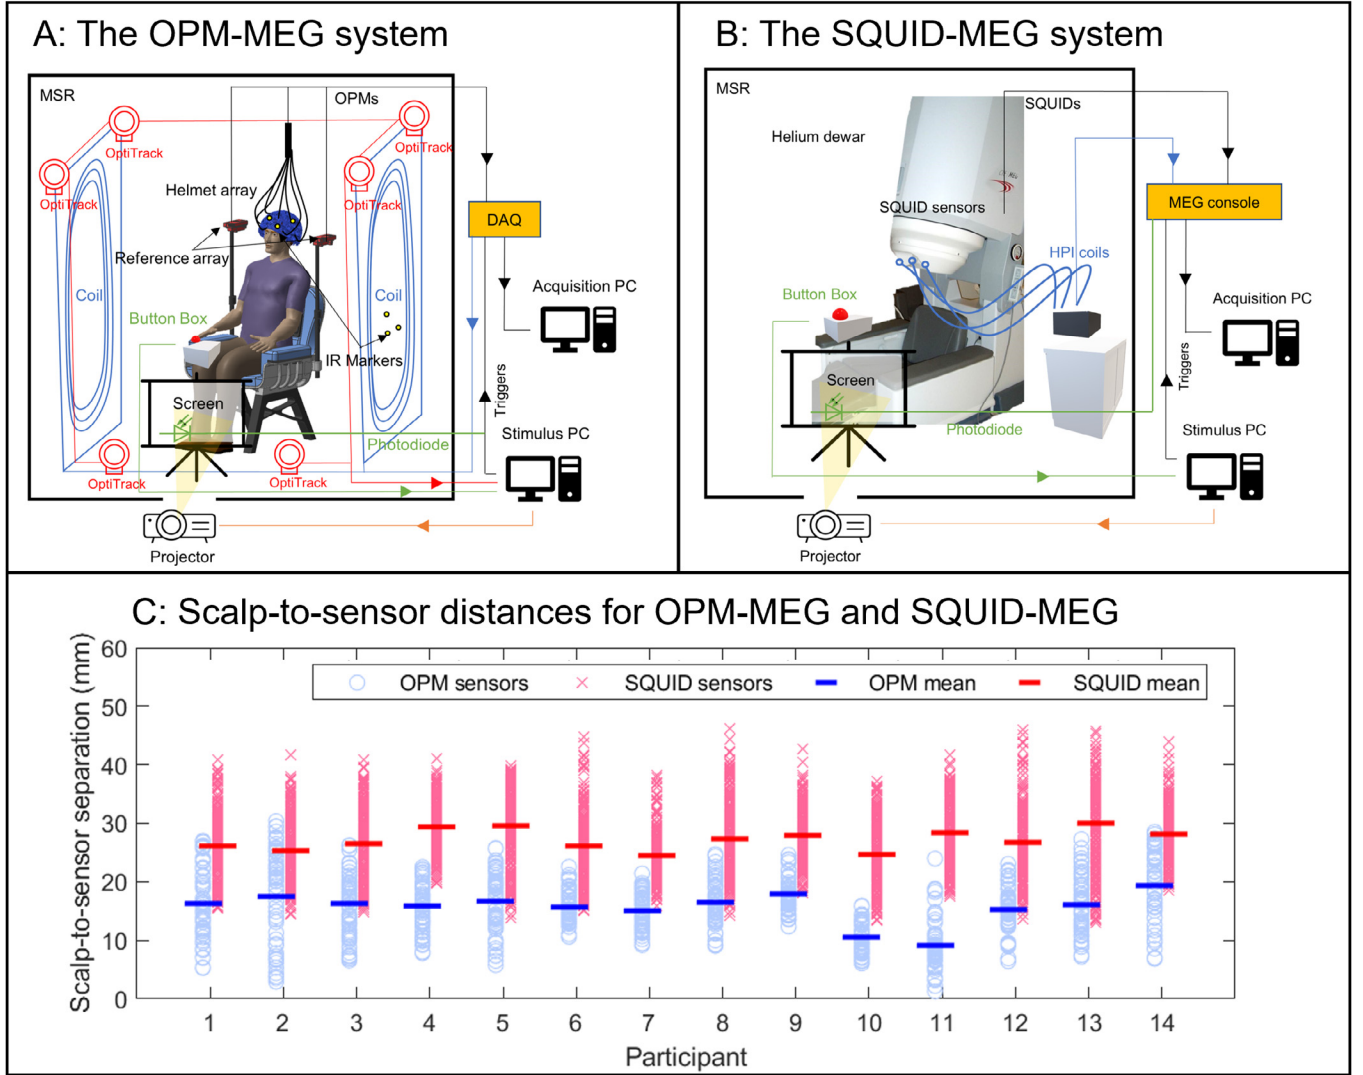 A: The OPM-MEG system
MSR
OPMs
OptiTrack
OptiTrack
OptiTrack
OptiTrack
Helmet array
Reference array
Coil
Coil
Button Box
IR Markers
Screen
Photodiode
OptiTrack
OptiTrack
DAQ
Acquisition PC
Triggers
Stimulus PC
Projector
B: The SQUID-MEG system
MSR
SQUIDs
Helium dewar
SQUID sensors
MEG console
HPI coils
Button Box
Acquisition PC
Screen
Triggers
Photodiode
Stimulus PC
Projector
C: Scalp-to-sensor distances for OPM-MEG and SQUID-MEG
Scalp-to-sensor separation (mm)
60
50
40
30
20
10
0
OPM sensors SQUID sensors OPM mean SQUID mean
1 2 3 4 5 6 7 8 9 10 11 12 13 14
Participant